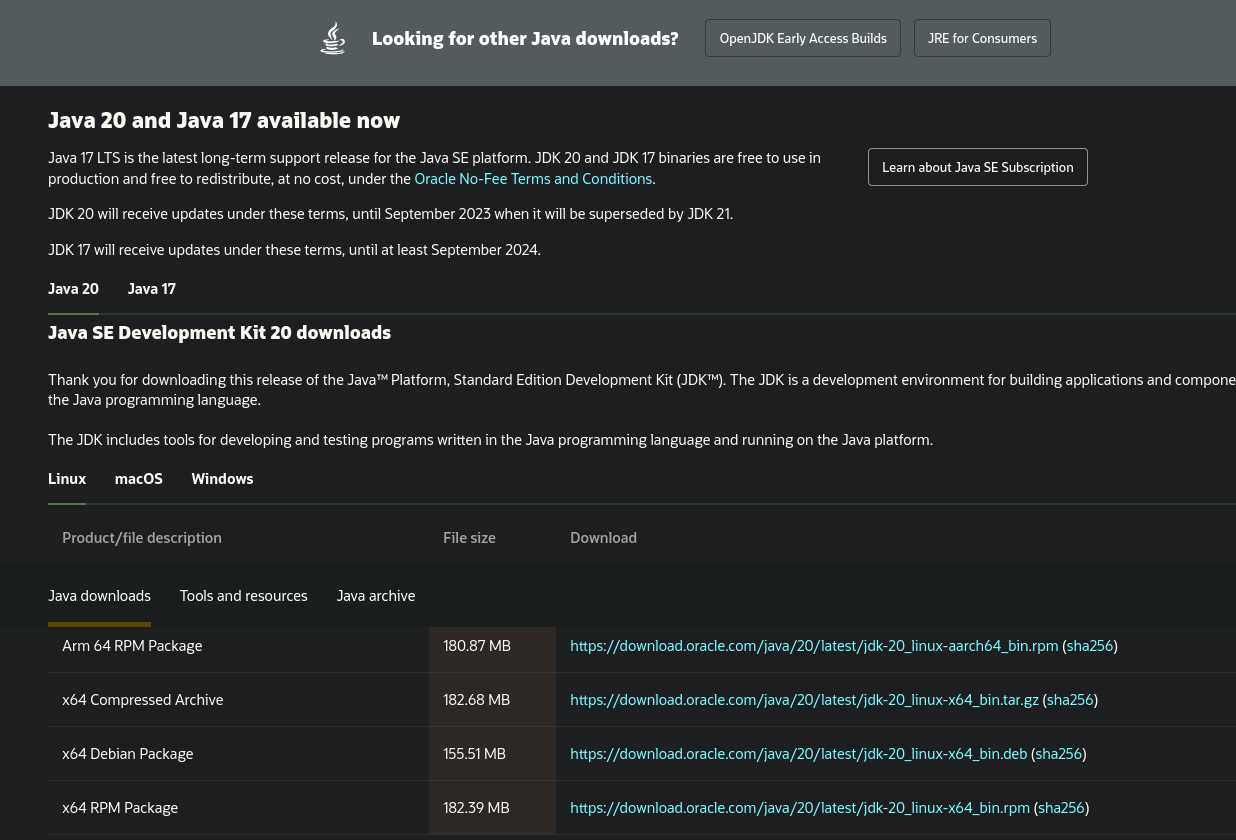 Looking for other Java downloads?
OpenJDK Early Access Builds
JRE for Consumers
Java 20 and Java 17 available now
Java 17 LTS is the latest long-term support release for the Java SE platform. JDK 20 and JDK 17 binaries are free to use in
production and free to redistribute, at no cost, under the Oracle No-Fee Terms and Conditions.
Learn about Java SE Subscription
JDK 20 will receive updates under these terms, until September 2023 when it will be superseded by JDK 21.
JDK 17 will receive updates under these terms, until at least September 2024.
Java 20 Java 17
Java SE Development Kit 20 downloads
Thank you for downloading this release of the Java™ Platform, Standard Edition Development Kit (JDK™). The JDK is a development environment for building applications and compone
the Java programming language.
The JDK includes tools for developing and testing programs written in the Java programming language and running on the Java platform.
Linux macOS Windows
Product/file description File size Download
Java downloads Tools and resources Java archive
Arm 64 RPM Package 180.87 MB https://download.oracle.com/java/20/latest/jdk-20_linux-aarch64_bin.rpm (sha256)
x64 Compressed Archive 182.68 MB https://download.oracle.com/java/20/latest/jdk-20_linux-x64_bin.tar.gz (sha256)
x64 Debian Package 155.51 MB https://download.oracle.com/java/20/latest/jdk-20_linux-x64_bin.deb (sha256)
x64 RPM Package 182.39 MB https://download.oracle.com/java/20/latest/jdk-20_linux-x64_bin.rpm (sha256)